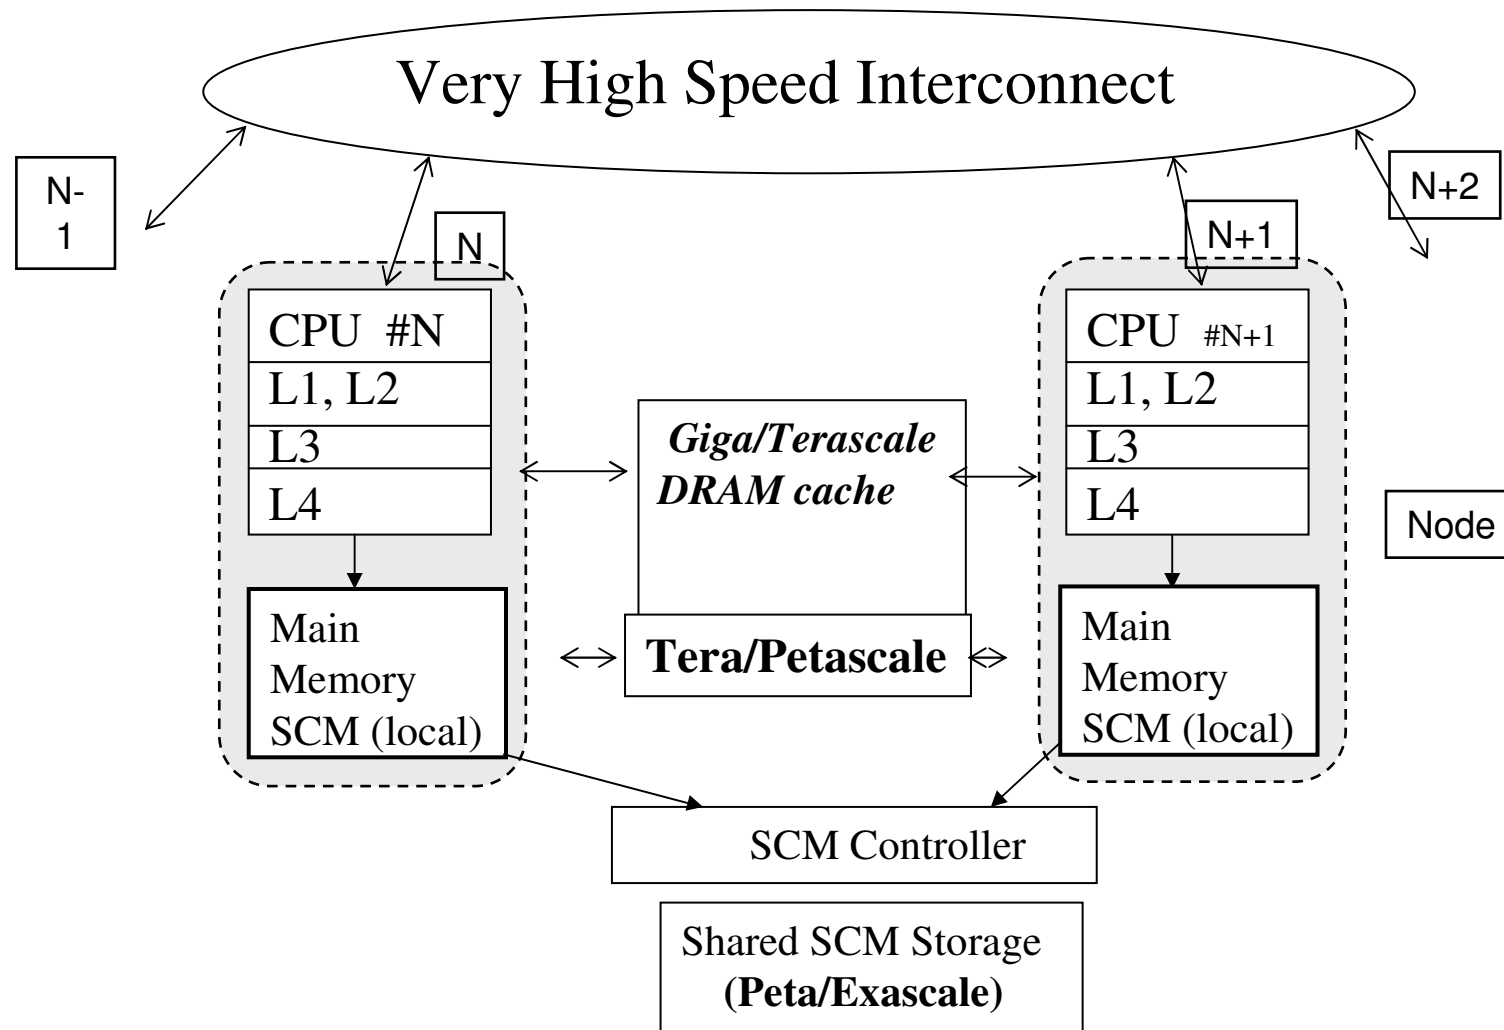 Very High Speed Interconnect
N-
1
N
N+1
N+2
CPU #N
L1, L2
L3
L4
CPU #N+1
L1, L2
L3
L4
Giga/Terascale
DRAM cache
Node
Main
Memory
SCM (local)
Tera/Petascale
Main
Memory
SCM (local)
SCM Controller
Shared SCM Storage
(Peta/Exascale)